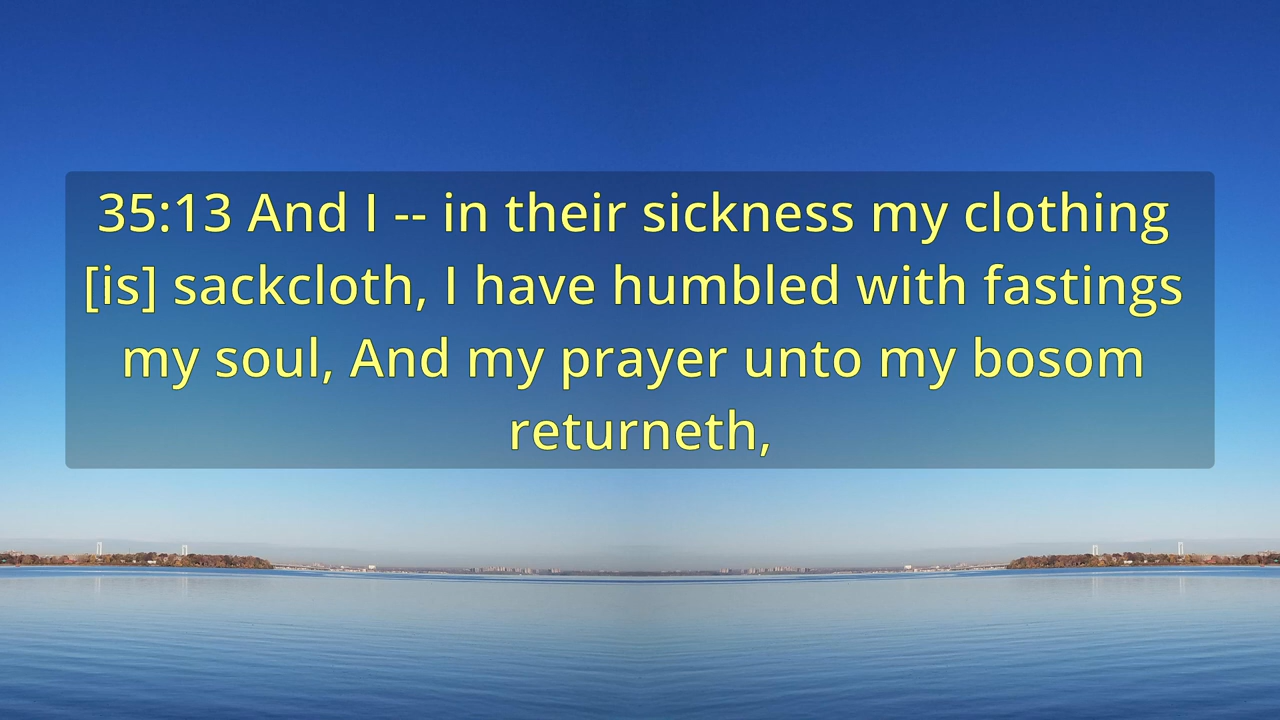 35:13 And I -- in their sickness my clothing
[is] sackcloth, I have humbled with fastings
my soul, And my prayer unto my bosom
returneth,